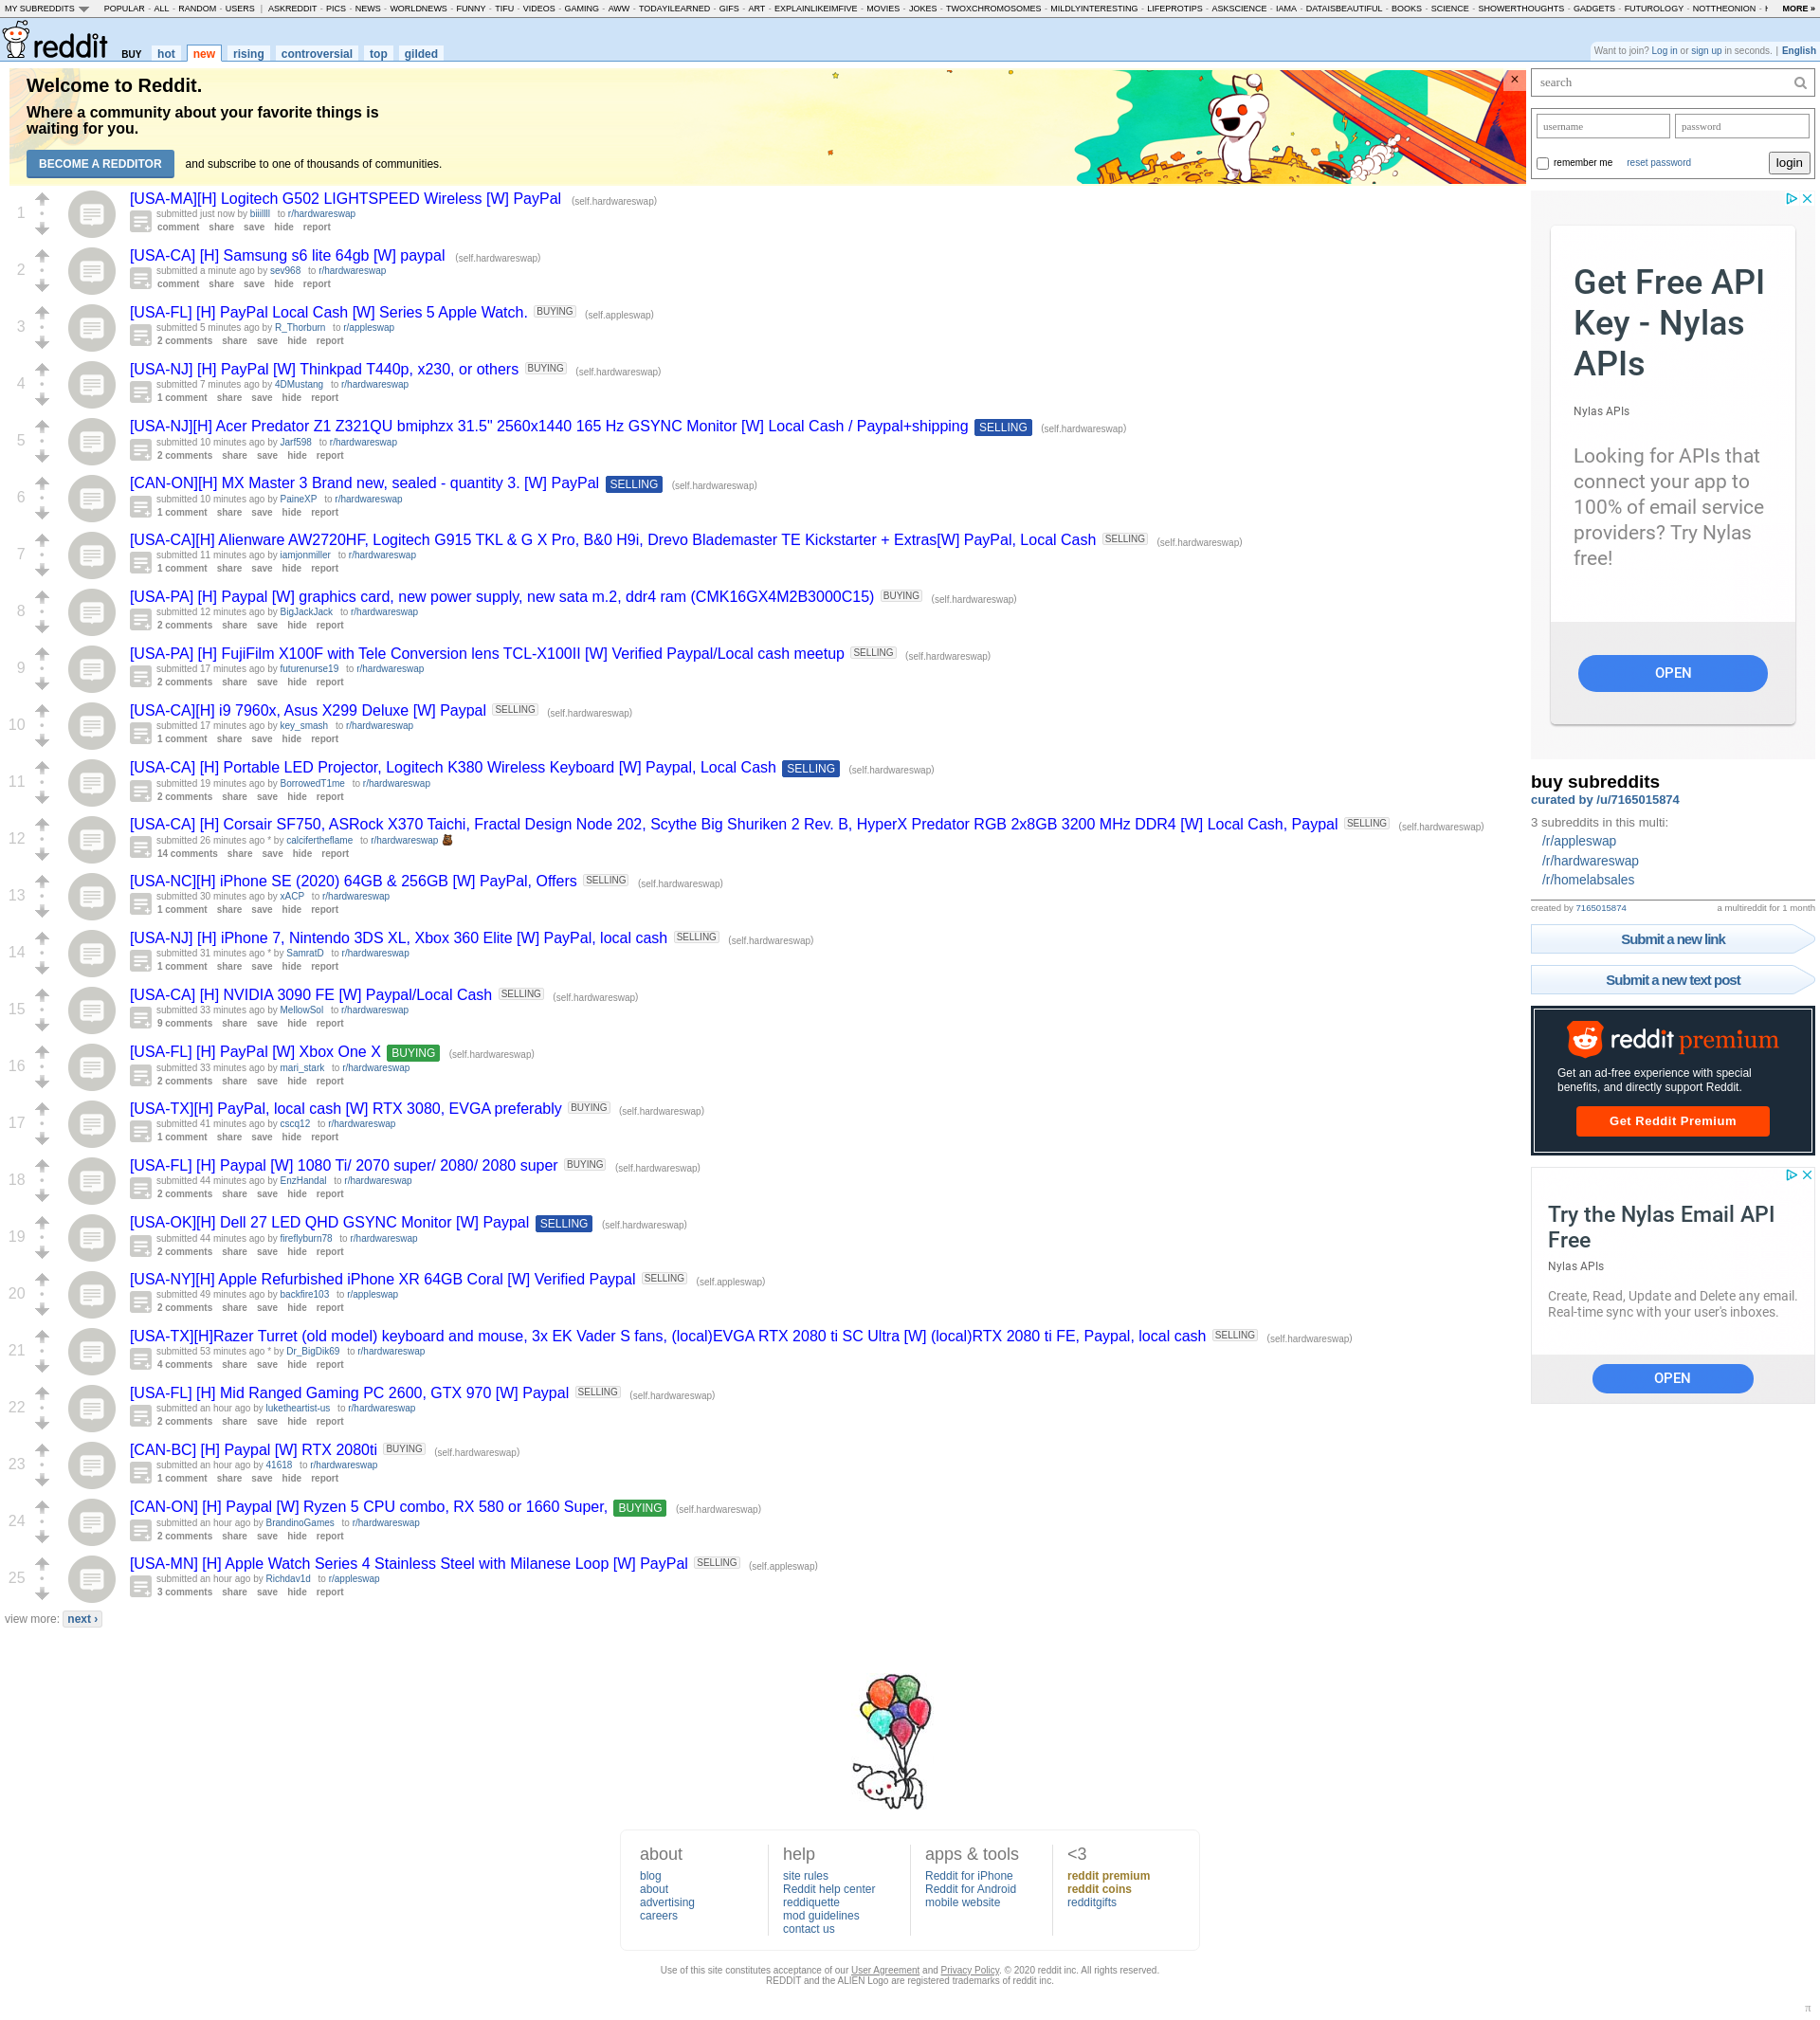 MY SUBREDDITS POPULAR - ALL - RANDOM - USERS | ASKREDDIT - PICS - NEWS - WORLDNEWS - FUNNY - TIFU - VIDEOS - GAMING - AWW - TODAYILEARNED - GIFS - ART - EXPLAINLIKEIMFIVE - MOVIES - JOKES - TWOXCHROMOSOMES - MILDLYINTERESTING - LIFEPROTIPS - ASKSCIENCE - IAMA - DATAISBEAUTIFUL - BOOKS - SCIENCE - SHOWERTHOUGHTS - GADGETS - FUTUROLOGY - NOTTHEONION - MORE »
reddit BUY hot new rising controversial top gilded
Want to join? Log in or sign up in seconds. | English
Welcome to Reddit.
Where a community about your favorite things is
waiting for you.
BECOME A REDDITOR and subscribe to one of thousands of communities.
×
1
[USA-MA][H] Logitech G502 LIGHTSPEED Wireless [W] PayPal (self.hardwareswap)
submitted just now by biiillll to r/hardwareswap
comment share save hide report
2
[USA-CA] [H] Samsung s6 lite 64gb [W] paypal (self.hardwareswap)
submitted a minute ago by sev968 to r/hardwareswap
comment share save hide report
3
[USA-FL] [H] PayPal Local Cash [W] Series 5 Apple Watch. BUYING (self.appleswap)
submitted 5 minutes ago by R_Thorburn to r/appleswap
2 comments share save hide report
4
[USA-NJ] [H] PayPal [W] Thinkpad T440p, x230, or others BUYING (self.hardwareswap)
submitted 7 minutes ago by 4DMustang to r/hardwareswap
1 comment share save hide report
5
[USA-NJ][H] Acer Predator Z1 Z321QU bmiphzx 31.5" 2560x1440 165 Hz GSYNC Monitor [W] Local Cash / Paypal+shipping SELLING (self.hardwareswap)
submitted 10 minutes ago by Jarf598 to r/hardwareswap
2 comments share save hide report
6
[CAN-ON][H] MX Master 3 Brand new, sealed - quantity 3. [W] PayPal SELLING (self.hardwareswap)
submitted 10 minutes ago by PaineXP to r/hardwareswap
1 comment share save hide report
7
[USA-CA][H] Alienware AW2720HF, Logitech G915 TKL & G X Pro, B&0 H9i, Drevo Blademaster TE Kickstarter + Extras[W] PayPal, Local Cash SELLING (self.hardwareswap)
submitted 11 minutes ago by iamjonmiller to r/hardwareswap
1 comment share save hide report
8
[USA-PA] [H] Paypal [W] graphics card, new power supply, new sata m.2, ddr4 ram (CMK16GX4M2B3000C15) BUYING (self.hardwareswap)
submitted 12 minutes ago by BigJackJack to r/hardwareswap
2 comments share save hide report
9
[USA-PA] [H] FujiFilm X100F with Tele Conversion lens TCL-X100II [W] Verified Paypal/Local cash meetup SELLING (self.hardwareswap)
submitted 17 minutes ago by futurenurse19 to r/hardwareswap
2 comments share save hide report
10
[USA-CA][H] i9 7960x, Asus X299 Deluxe [W] Paypal SELLING (self.hardwareswap)
submitted 17 minutes ago by key_smash to r/hardwareswap
1 comment share save hide report
11
[USA-CA] [H] Portable LED Projector, Logitech K380 Wireless Keyboard [W] Paypal, Local Cash SELLING (self.hardwareswap)
submitted 19 minutes ago by BorrowedT1me to r/hardwareswap
2 comments share save hide report
12
[USA-CA] [H] Corsair SF750, ASRock X370 Taichi, Fractal Design Node 202, Scythe Big Shuriken 2 Rev. B, HyperX Predator RGB 2x8GB 3200 MHz DDR4 [W] Local Cash, Paypal SELLING (self.hardwareswap)
submitted 26 minutes ago * by calcifertheflame to r/hardwareswap
14 comments share save hide report
13
[USA-NC][H] iPhone SE (2020) 64GB & 256GB [W] PayPal, Offers SELLING (self.hardwareswap)
submitted 30 minutes ago by xACP to r/hardwareswap
1 comment share save hide report
14
[USA-NJ] [H] iPhone 7, Nintendo 3DS XL, Xbox 360 Elite [W] PayPal, local cash SELLING (self.hardwareswap)
submitted 31 minutes ago * by SamratD to r/hardwareswap
1 comment share save hide report
15
[USA-CA] [H] NVIDIA 3090 FE [W] Paypal/Local Cash SELLING (self.hardwareswap)
submitted 33 minutes ago by MellowSol to r/hardwareswap
9 comments share save hide report
16
[USA-FL] [H] PayPal [W] Xbox One X BUYING (self.hardwareswap)
submitted 33 minutes ago by mari_stark to r/hardwareswap
2 comments share save hide report
17
[USA-TX][H] PayPal, local cash [W] RTX 3080, EVGA preferably BUYING (self.hardwareswap)
submitted 41 minutes ago by cscq12 to r/hardwareswap
1 comment share save hide report
18
[USA-FL] [H] Paypal [W] 1080 Ti/ 2070 super/ 2080/ 2080 super BUYING (self.hardwareswap)
submitted 44 minutes ago by EnzHandal to r/hardwareswap
2 comments share save hide report
19
[USA-OK][H] Dell 27 LED QHD GSYNC Monitor [W] Paypal SELLING (self.hardwareswap)
submitted 44 minutes ago by fireflyburn78 to r/hardwareswap
2 comments share save hide report
20
[USA-NY][H] Apple Refurbished iPhone XR 64GB Coral [W] Verified Paypal SELLING (self.appleswap)
submitted 49 minutes ago by backfire103 to r/appleswap
2 comments share save hide report
21
[USA-TX][H]Razer Turret (old model) keyboard and mouse, 3x EK Vader S fans, (local)EVGA RTX 2080 ti SC Ultra [W] (local)RTX 2080 ti FE, Paypal, local cash SELLING (self.hardwareswap)
submitted 53 minutes ago * by Dr_BigDik69 to r/hardwareswap
4 comments share save hide report
22
[USA-FL] [H] Mid Ranged Gaming PC 2600, GTX 970 [W] Paypal SELLING (self.hardwareswap)
submitted an hour ago by luketheartist-us to r/hardwareswap
2 comments share save hide report
23
[CAN-BC] [H] Paypal [W] RTX 2080ti BUYING (self.hardwareswap)
submitted an hour ago by 41618 to r/hardwareswap
1 comment share save hide report
24
[CAN-ON] [H] Paypal [W] Ryzen 5 CPU combo, RX 580 or 1660 Super, BUYING (self.hardwareswap)
submitted an hour ago by BrandinoGames to r/hardwareswap
2 comments share save hide report
25
[USA-MN] [H] Apple Watch Series 4 Stainless Steel with Milanese Loop [W] PayPal SELLING (self.appleswap)
submitted an hour ago by Richdav1d to r/appleswap
3 comments share save hide report
view more: next ›
search
username password
remember me reset password login
Get Free API
Key - Nylas
APIs
Nylas APIs
Looking for APIs that
connect your app to
100% of email service
providers? Try Nylas
free!
OPEN
buy subreddits
curated by /u/7165015874
3 subreddits in this multi:
/r/appleswap
/r/hardwareswap
/r/homelabsales
created by 7165015874 a multireddit for 1 month
Submit a new link
Submit a new text post
reddit premium
Get an ad-free experience with special
benefits, and directly support Reddit.
Get Reddit Premium
Try the Nylas Email API
Free
Nylas APIs
Create, Read, Update and Delete any email.
Real-time sync with your user's inboxes.
OPEN
about
blog
about
advertising
careers
help
site rules
Reddit help center
reddiquette
mod guidelines
contact us
apps & tools
Reddit for iPhone
Reddit for Android
mobile website
<3
reddit premium
reddit coins
redditgifts
Use of this site constitutes acceptance of our User Agreement and Privacy Policy. © 2020 reddit inc. All rights reserved.
REDDIT and the ALIEN Logo are registered trademarks of reddit inc.
π